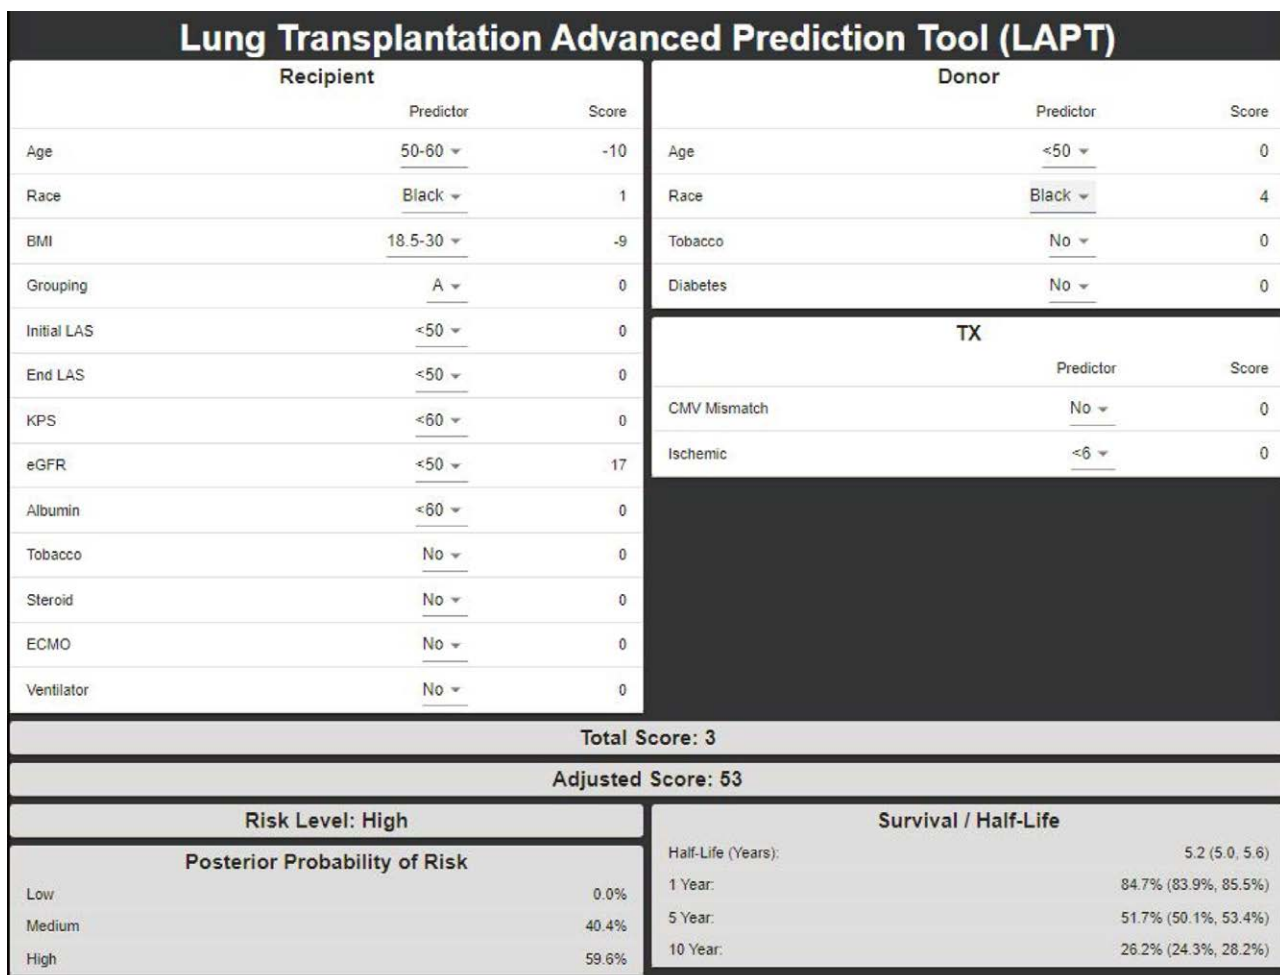 Lung Transplantation Advanced Prediction Tool (LAPT)
Recipient
Predictor Score
Age 50-60 -10
Race Black 1
BMI 18.5-30 -9
Grouping A 0
Initial LAS <50 0
End LAS <50 0
KPS <60 0
eGFR <50 17
Albumin <60 0
Tobacco No 0
Steroid No 0
ECMO No 0
Ventilator No 0
Donor
Predictor Score
Age <50 0
Race Black 4
Tobacco No 0
Diabetes No 0
TX
Predictor Score
CMV Mismatch No 0
Ischemic <6 0
Total Score: 3
Adjusted Score: 53
Risk Level: High
Posterior Probability of Risk
Low 0.0%
Medium 40.4%
High 59.6%
Survival / Half-Life
Half-Life (Years): 5.2 (5.0, 5.6)
1 Year: 84.7% (83.9%, 85.5%)
5 Year: 51.7% (50.1%, 53.4%)
10 Year: 26.2% (24.3%, 28.2%)